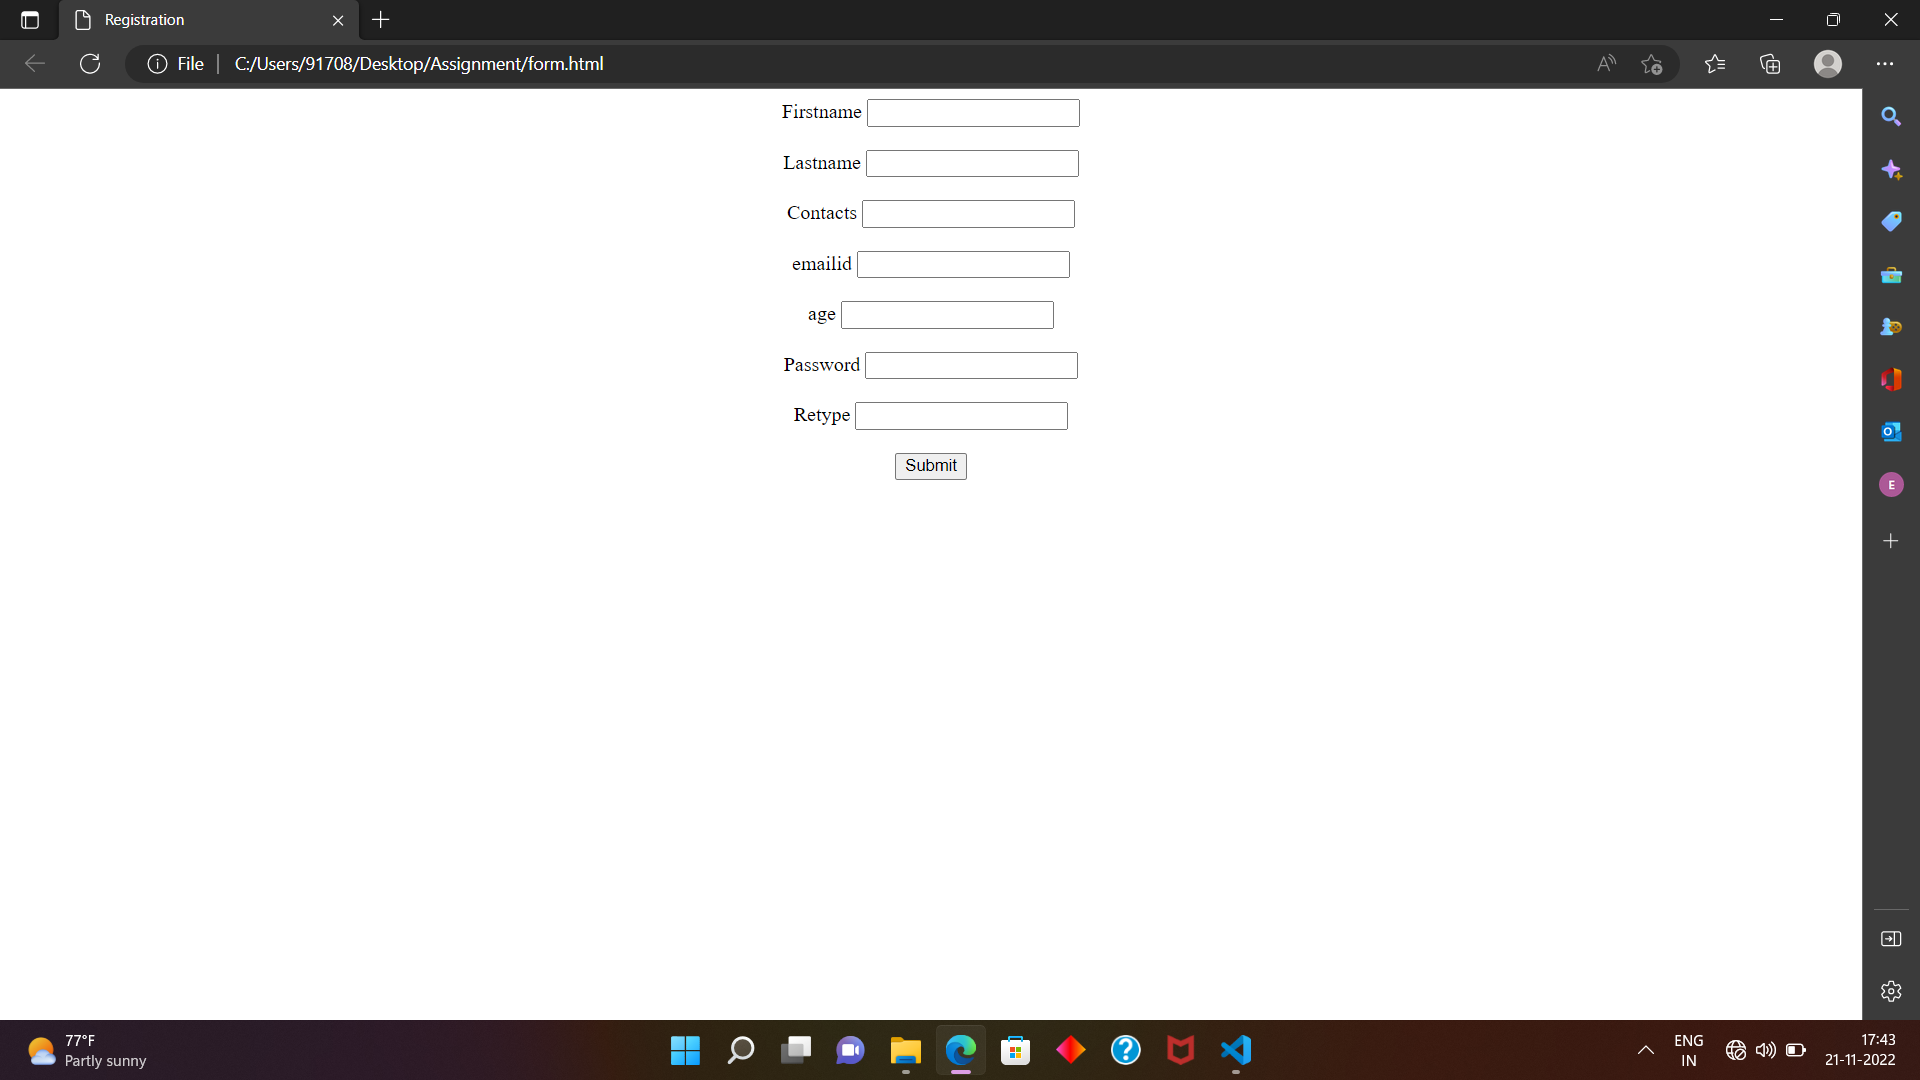 Registration
File C:/Users/91708/Desktop/Assignment/form.html
Firstname
Lastname
Contacts
emailid
age
Password
Retype
Submit
E
77°F
Partly sunny
ENG
IN
17:43
21-11-2022